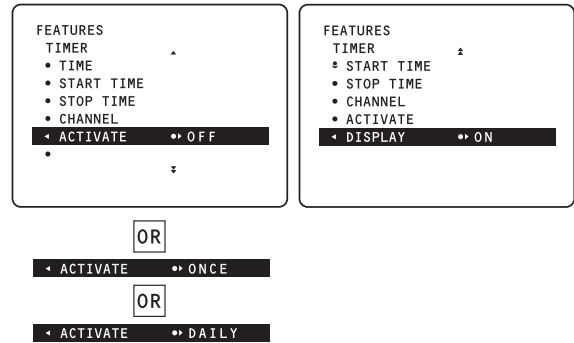 FEATURES
TIMER
• TIME
• START TIME
• STOP TIME
• CHANNEL
ACTIVATE OFF
•
FEATURES
TIMER
• START TIME
• STOP TIME
• CHANNEL
• ACTIVATE
DISPLAY ON
OR
ACTIVATE ONCE
OR
ACTIVATE DAILY